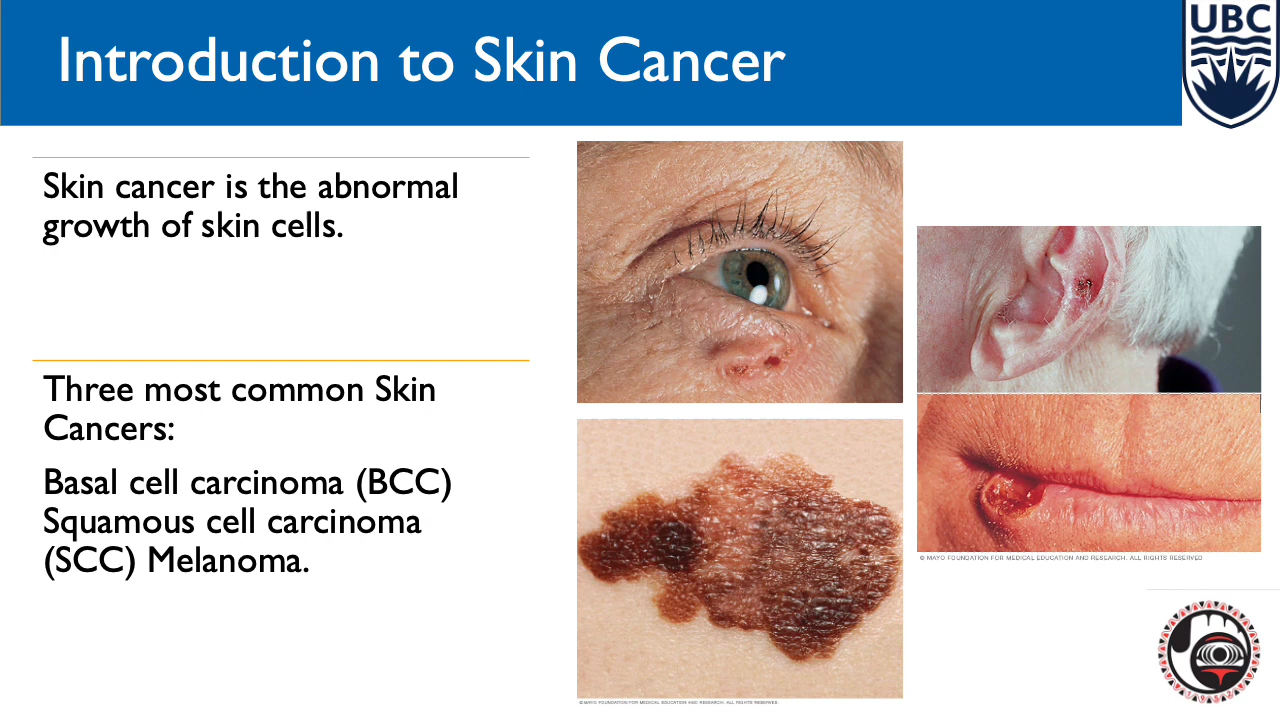 Introduction to Skin Cancer
UBC
Skin cancer is the abnormal
growth of skin cells.
Three most common Skin
Cancers:
Basal cell carcinoma (BCC)
Squamous cell carcinoma
(SCC) Melanoma.
© MAYO FOUNDATION FOR MEDICAL EDUCATION AND RESEARCH. ALL RIGHTS RESERVED
© MAYO FOUNDATION FOR MEDICAL EDUCATION AND RESEARCH. ALL RIGHTS RESERVED.